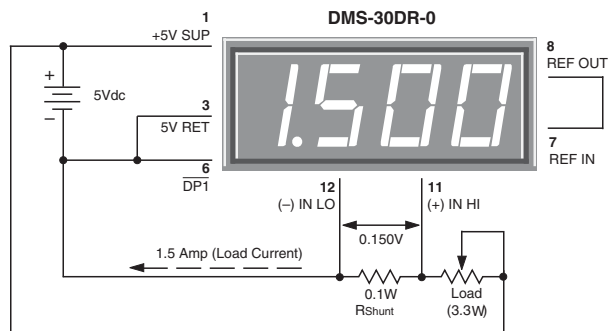 DMS-30DR-0
1
+5V SUP
8
REF OUT
+
5Vdc
–
1.500
3
5V RET
7
REF IN
6
DP1
12
(–) IN LO
11
(+) IN HI
0.150V
1.5 Amp (Load Current)
0.1W
RShunt
Load
(3.3W)